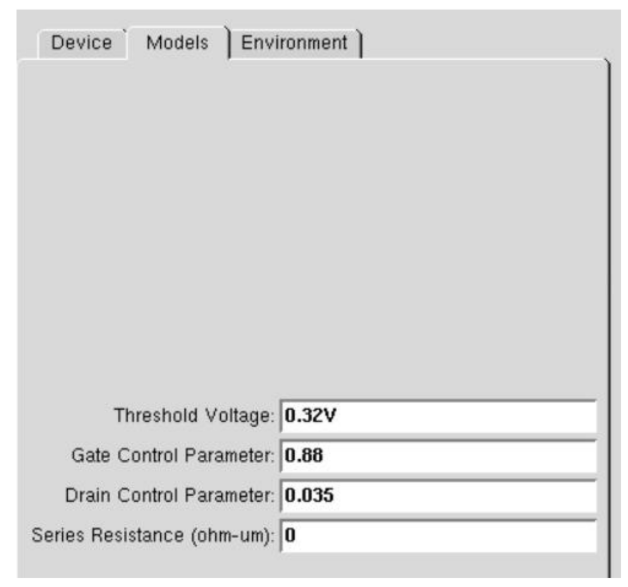 Device Models Environment
Threshold Voltage: 0.32V
Gate Control Parameter: 0.88
Drain Control Parameter: 0.035
Series Resistance (ohm-um): 0